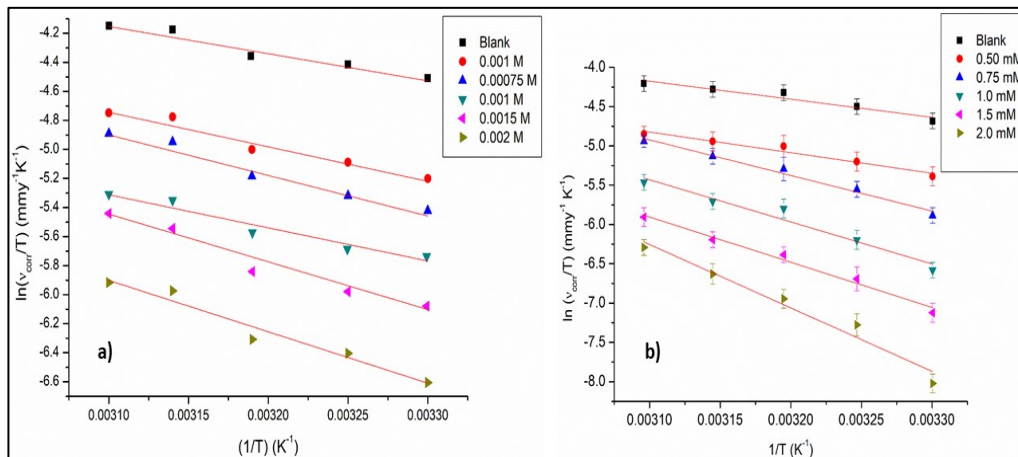 Blank
0.001 M
0.00075 M
0.001 M
0.0015 M
0.002 M
-4.2
-4.4
-4.6
-4.8
-5.0
-5.2
-5.4
-5.6
-5.8
-6.0
-6.2
-6.4
-6.6
ln(νcorr/T) (mmy⁻¹K⁻¹)
a)
0.00310
0.00315
0.00320
0.00325
0.00330
(1/T) (K⁻¹)
Blank
0.50 mM
0.75 mM
1.0 mM
1.5 mM
2.0 mM
-4.0
-4.5
-5.0
-5.5
-6.0
-6.5
-7.0
-7.5
-8.0
ln (νcorr/T) (mmy⁻¹ K⁻¹)
b)
0.00310
0.00315
0.00320
0.00325
0.00330
1/T (K⁻¹)